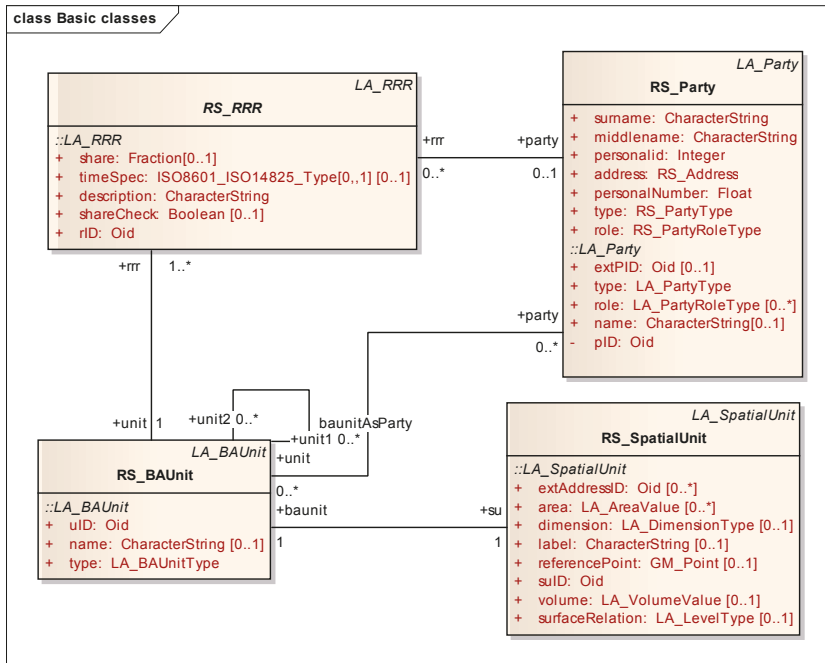 class Basic classes
LA_RRR
RS_RRR
::LA_RRR
+ share: Fraction[0..1]
+ timeSpec: ISO8601_ISO14825_Type[0,,1] [0..1]
+ description: CharacterString
+ shareCheck: Boolean [0..1]
+ rID: Oid
LA_Party
RS_Party
+ surname: CharacterString
+ middlename: CharacterString
+ personalid: Integer
+ address: RS_Address
+ personalNumber: Float
+ type: RS_PartyType
+ role: RS_PartyRoleType
::LA_Party
+ extPID: Oid [0..1]
+ type: LA_PartyType
+ role: LA_PartyRoleType [0..*]
+ name: CharacterString[0..1]
- pID: Oid
+rrr
0..*
+party
0..1
+rrr
1..*
+party
0..*
+unit
1
+unit2 0..*
+unit1 0..*
baunitAsParty
+unit
0..*
LA_BAUnit
RS_BAUnit
::LA_BAUnit
+ uID: Oid
+ name: CharacterString [0..1]
+ type: LA_BAUnitType
+baunit
1
+su
1
LA_SpatialUnit
RS_SpatialUnit
::LA_SpatialUnit
+ extAddressID: Oid [0..*]
+ area: LA_AreaValue [0..*]
+ dimension: LA_DimensionType [0..1]
+ label: CharacterString [0..1]
+ referencePoint: GM_Point [0..1]
+ suID: Oid
+ volume: LA_VolumeValue [0..1]
+ surfaceRelation: LA_LevelType [0..1]